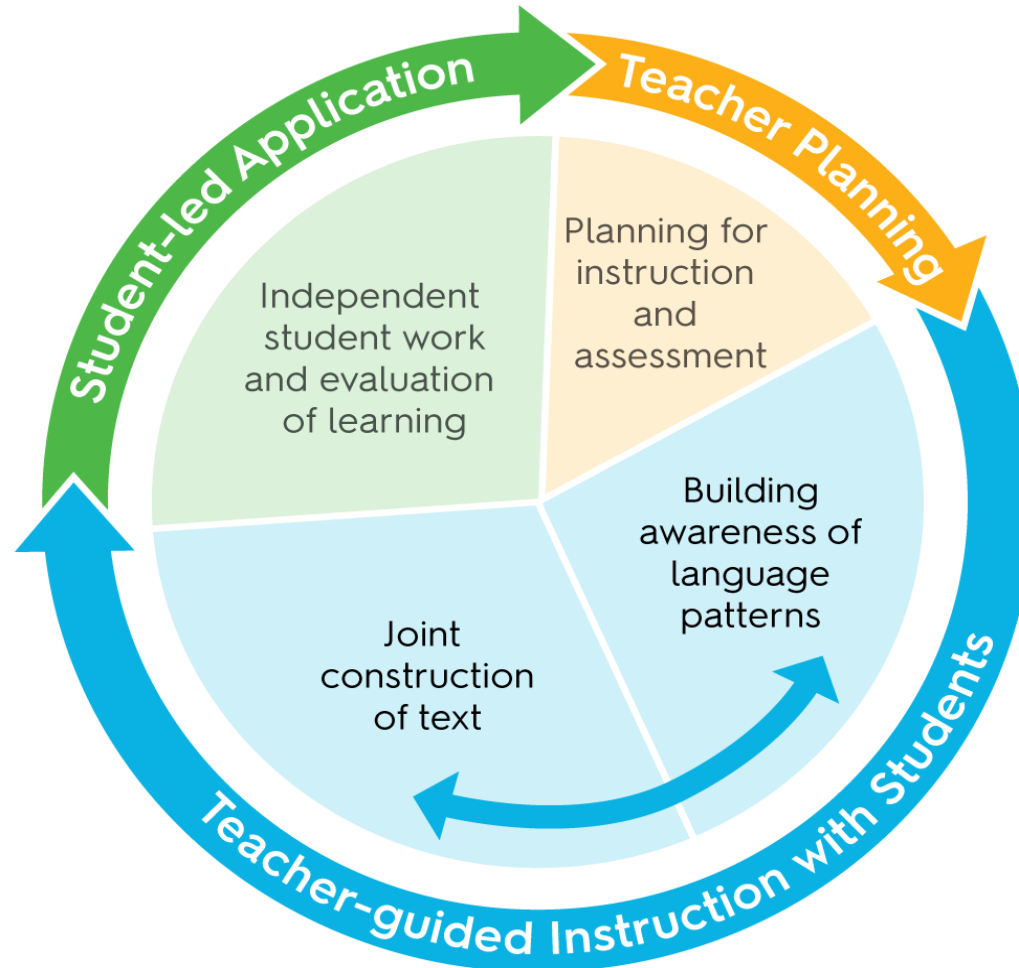 Student-led Application
Teacher Planning
Planning for
instruction
and
assessment
Independent
student work
and evaluation
of learning
Building
awareness of
language
patterns
Joint
construction
of text
Teacher-guided Instruction with Students